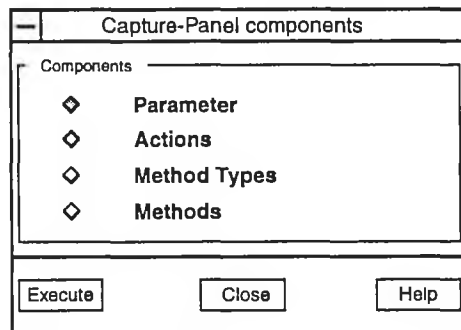 Capture-Panel components
Components
Parameter
Actions
Method Types
Methods
Execute Close Help